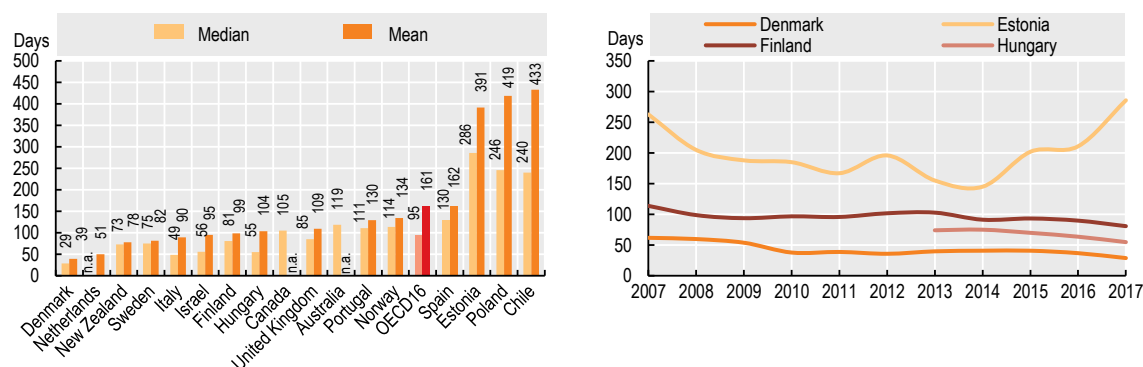 Days
Median
Mean
500
450
400
350
300
250
200
150
100
50
0
29
39
n.a.
51
73
78
75
82
49
90
56
95
81
99
55
104
105
n.a.
85
109
119
n.a.
111
130
114
134
95
161
130
162
286
391
246
419
240
433
Denmark
Netherlands
New Zealand
Sweden
Italy
Israel
Finland
Hungary
Canada
United Kingdom
Australia
Portugal
Norway
OECD16
Spain
Estonia
Poland
Chile
Denmark
Estonia
Finland
Hungary
Days
350
300
250
200
150
100
50
0
2007 2008 2009 2010 2011 2012 2013 2014 2015 2016 2017